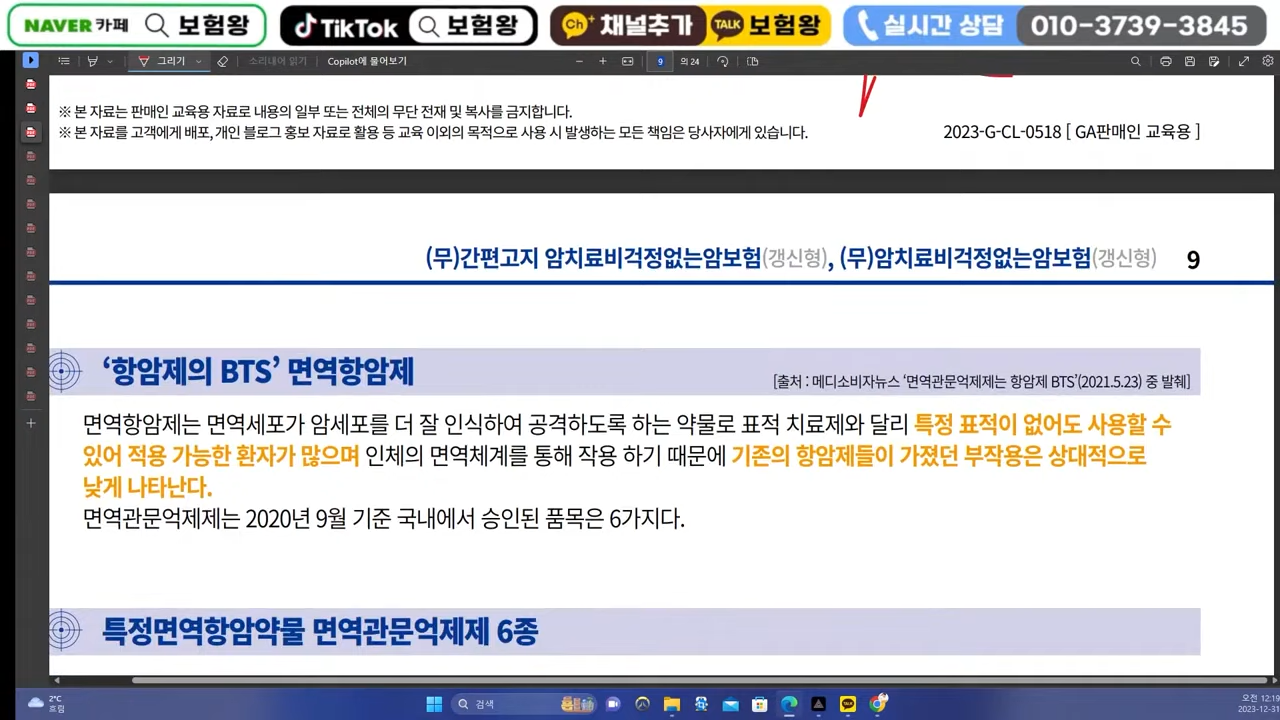 NAVER 카페 보험왕 TikTok 보험왕 Ch+ 채널추가 TALK 보험왕 실시간 상담 010-3739-3845
그리기 소리내어 읽기 Copilot에 물어보기 9 의 24
※ 본 자료는 판매인 교육용 자료로 내용의 일부 또는 전체의 무단 전재 및 복사를 금지합니다.
※ 본 자료를 고객에게 배포, 개인 블로그 홍보 자료로 활용 등 교육 이외의 목적으로 사용 시 발생하는 모든 책임은 당사자에게 있습니다. 2023-G-CL-0518 [ GA판매인 교육용 ]
(무)간편고지 암치료비걱정없는암보험(갱신형), (무)암치료비걱정없는암보험(갱신형) 9
‘항암제의 BTS’ 면역항암제
[출처 : 메디소비자뉴스 ‘면역관문억제제는 항암제 BTS’(2021.5.23) 중 발췌]
면역항암제는 면역세포가 암세포를 더 잘 인식하여 공격하도록 하는 약물로 표적 치료제와 달리 특정 표적이 없어도 사용할 수
있어 적용 가능한 환자가 많으며 인체의 면역체계를 통해 작용 하기 때문에 기존의 항암제들이 가졌던 부작용은 상대적으로
낮게 나타난다.
면역관문억제제는 2020년 9월 기준 국내에서 승인된 품목은 6가지다.
특정면역항암약물 면역관문억제제 6종
2°C
흐림
검색
오전 12:19
2023-12-31